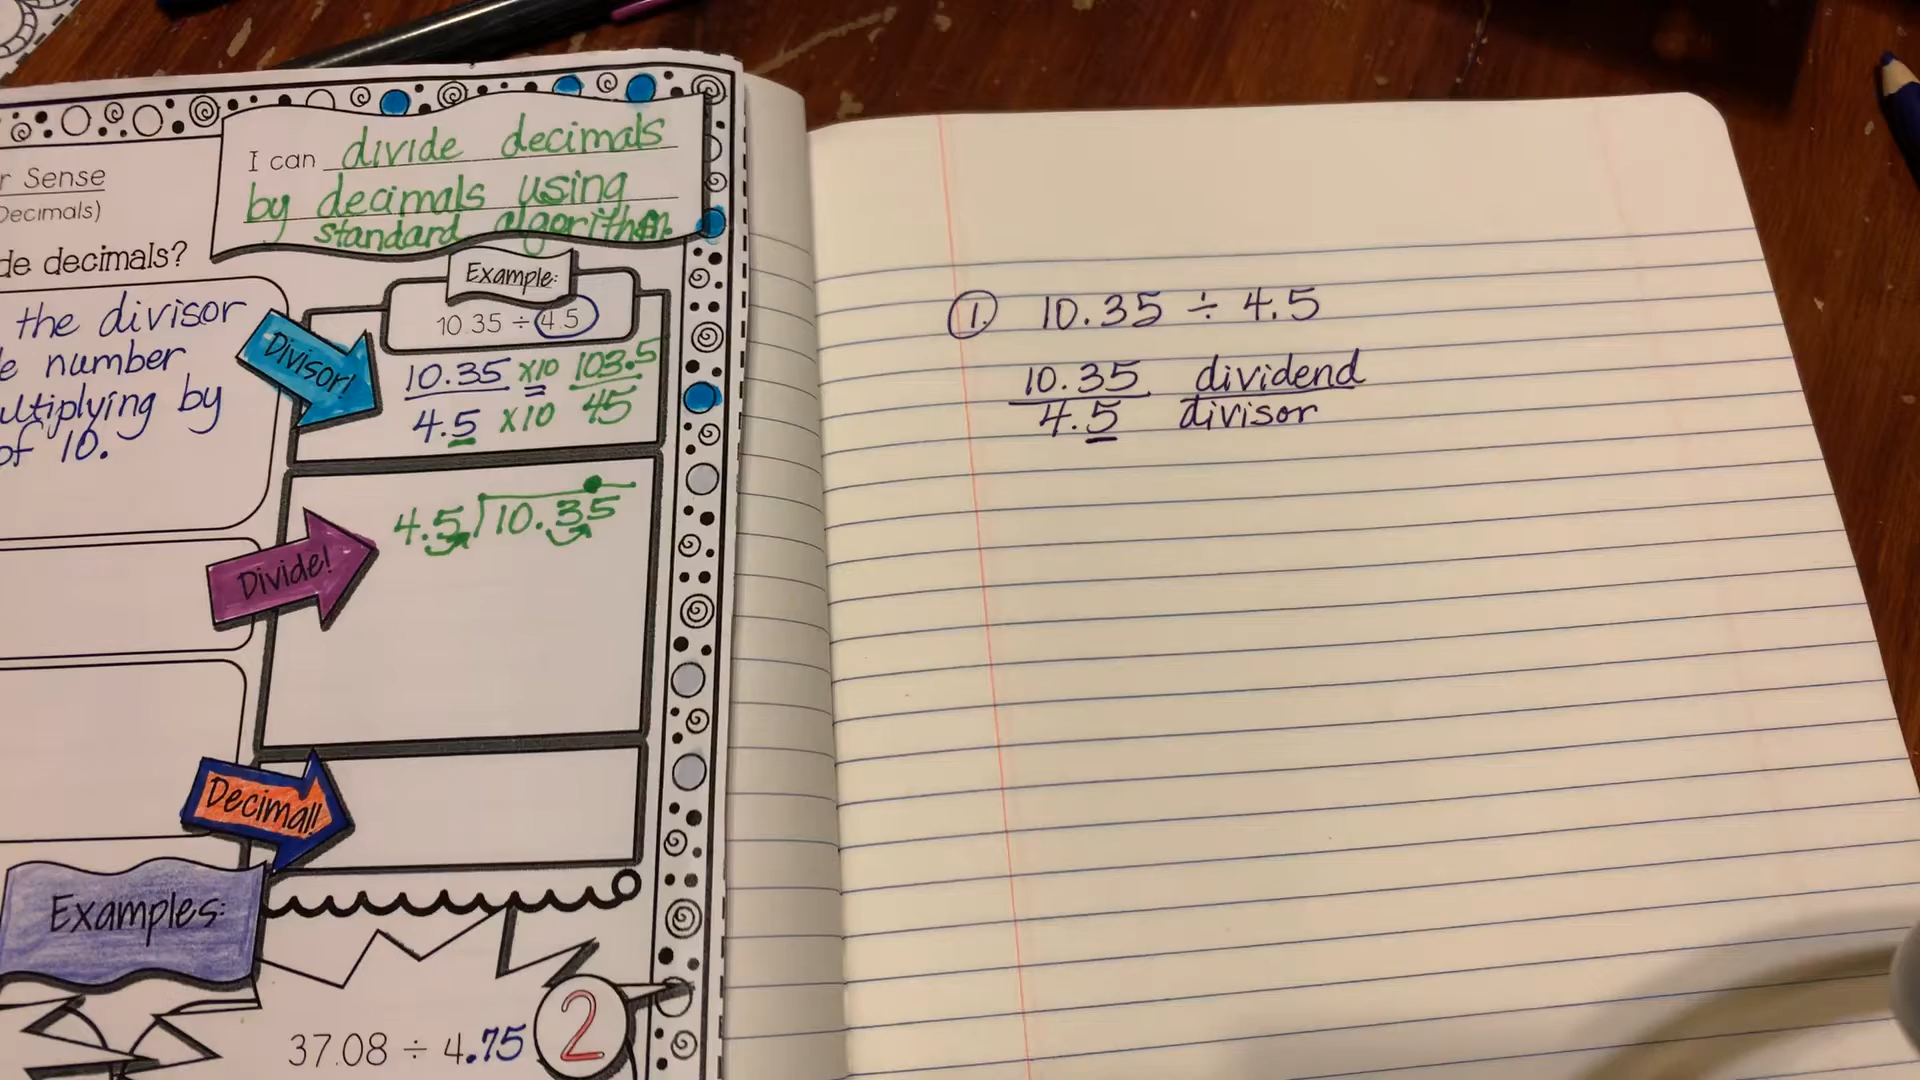 I can divide decimals
by decimals using
standard algorithm.
r Sense
Decimals)
de decimals?
the divisor
e number
ultiplying by
of 10.
Example:
10.35 ÷ 4.5
Divisor!
10.35 x10 103.5
4.5 x10 45
=
Divide!
4.5 10.35
Decimal!
Examples:
37.08 ÷ 4.75
2
1. 10.35 ÷ 4.5
10.35 dividend
4.5 divisor